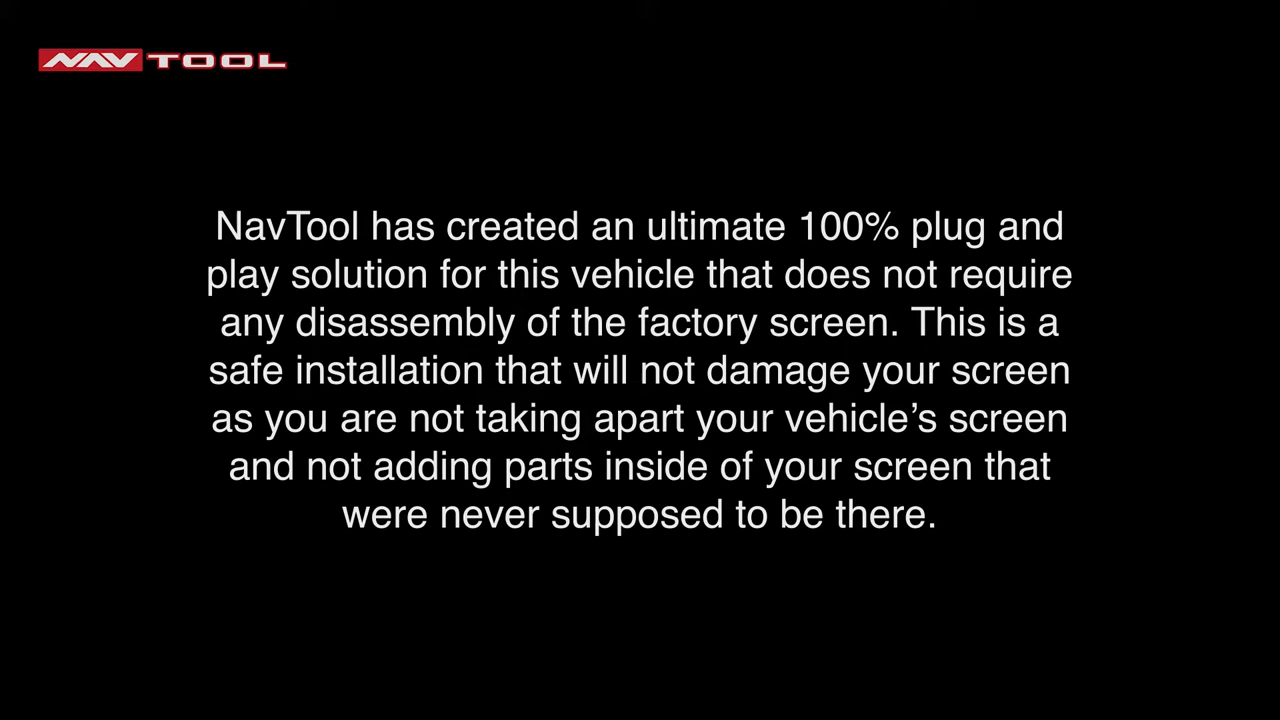 NAVTOOL
NavTool has created an ultimate 100% plug and
play solution for this vehicle that does not require
any disassembly of the factory screen. This is a
safe installation that will not damage your screen
as you are not taking apart your vehicle’s screen
and not adding parts inside of your screen that
were never supposed to be there.